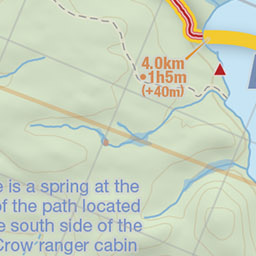 4.0km
1h5m
(+40m)
is a spring at the
of the path located
south side of the
Crow ranger cabin